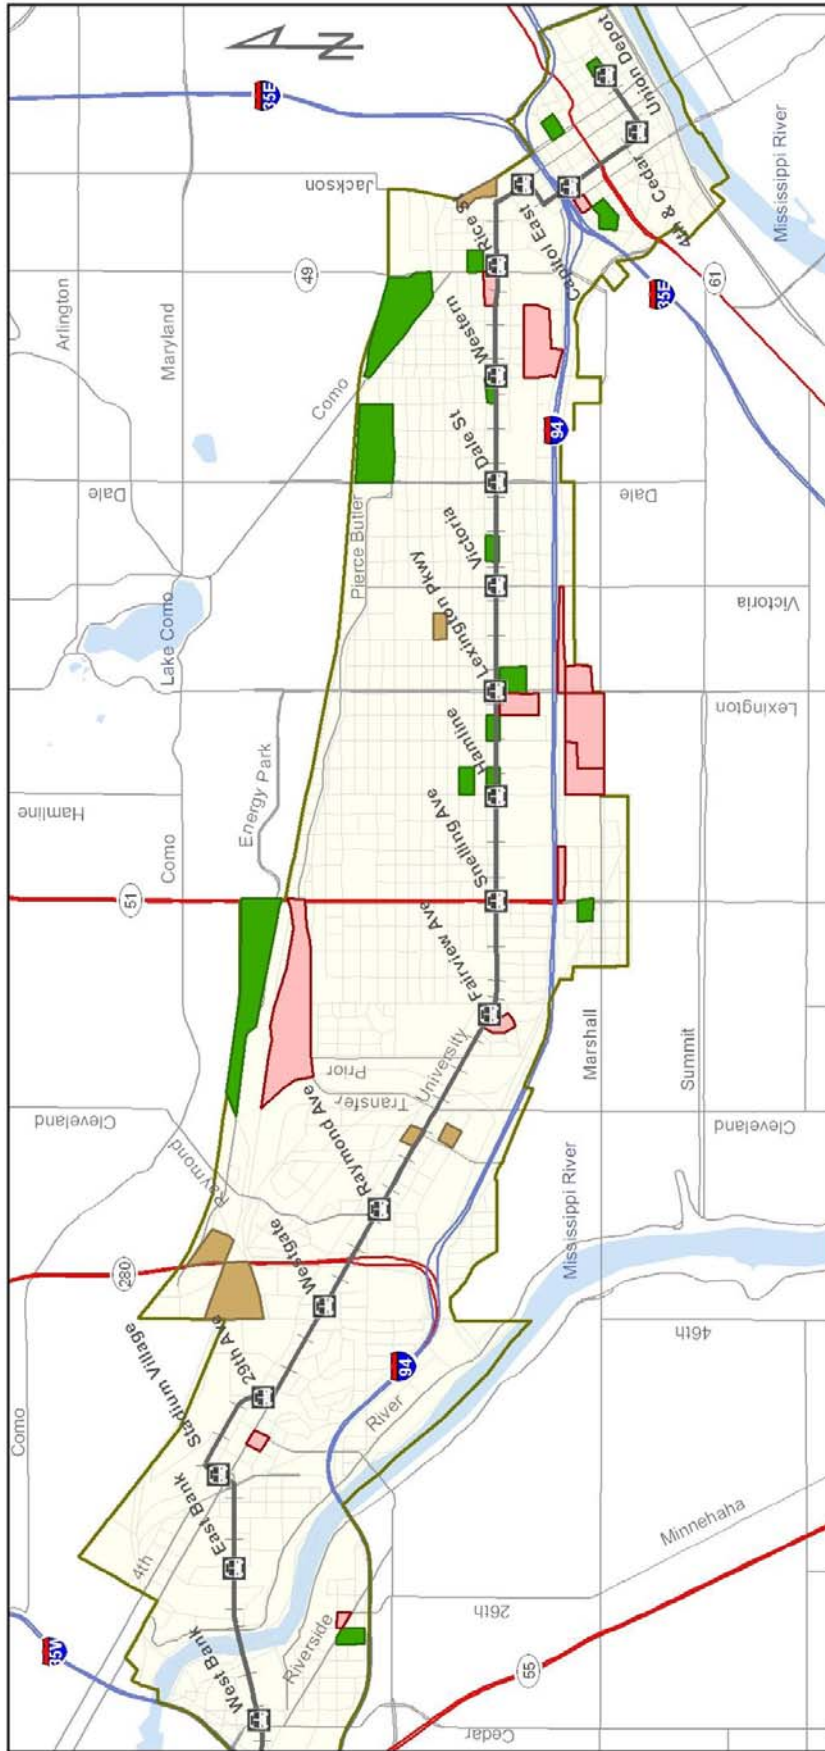 N
35E
Arlington
Maryland
Jackson
49
Como
Dale
Lake Como
Pierce Butler
Energy Park
Hamline
Como
51
Cleveland
Raymond
280
Como
35W
Union Depot
4th & Cedar
Capitol East
Rice S
Western
Dale St
Victoria
Lexington Pkwy
Hamline
Snelling Ave
Fairview Ave
Raymond Ave
Westgate
29th Ave
Stadium Village
East Bank
West Bank
University
Prior
Transfer
4th
River
Riverside
94
94
35E
61
Mississippi River
Dale
Victoria
Lexington
Marshall
Summit
Cleveland
Mississippi River
46th
Minnehaha
26th
55
Cedar